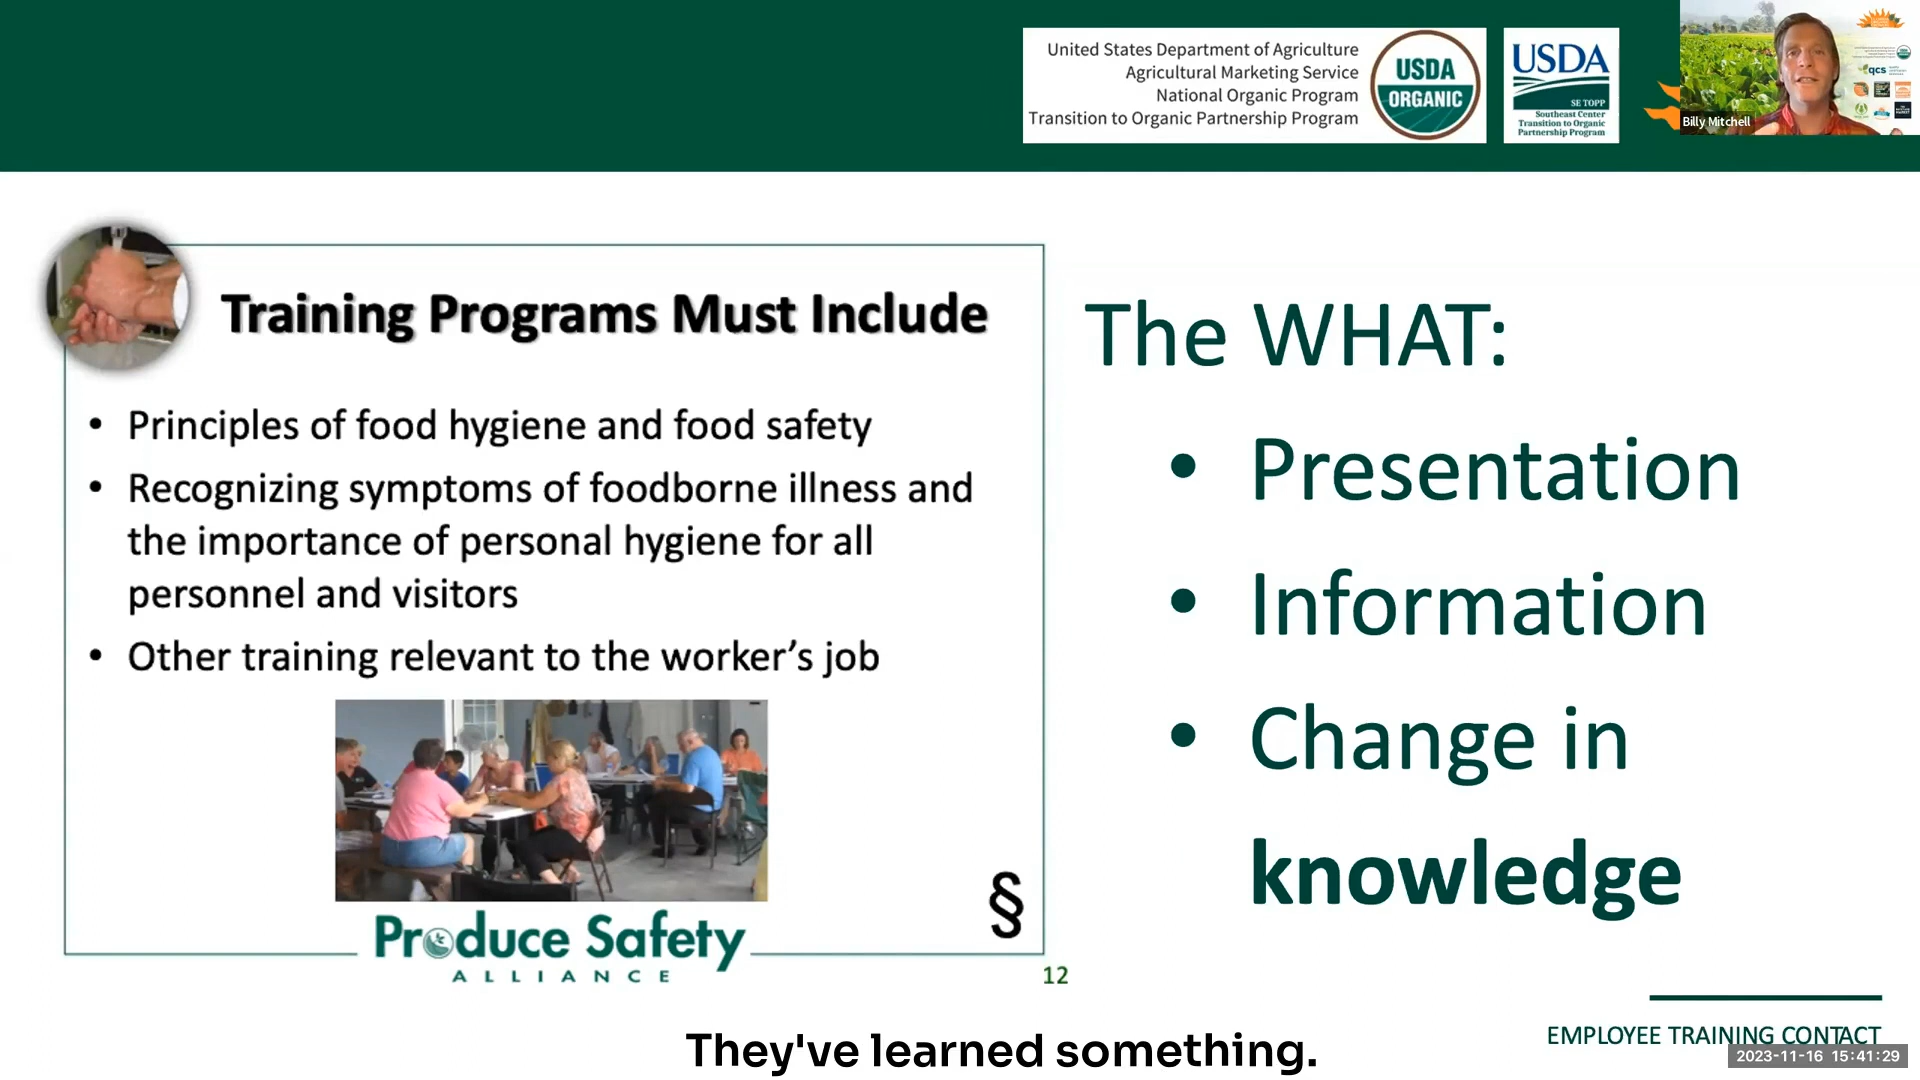 United States Department of Agriculture
Agricultural Marketing Service
National Organic Program
Transition to Organic Partnership Program
USDA
ORGANIC
USDA
SE TOPP
Southeast Center
Transition to Organic
Partnership Program
qcs
Billy Mitchell
Training Programs Must Include
• Principles of food hygiene and food safety
• Recognizing symptoms of foodborne illness and
the importance of personal hygiene for all
personnel and visitors
• Other training relevant to the worker’s job
§
Produce Safety
ALLIANCE
12
The WHAT:
• Presentation
• Information
• Change in
knowledge
EMPLOYEE TRAINING CONTACT
2023-11-16 15:41:29
They've learned something.